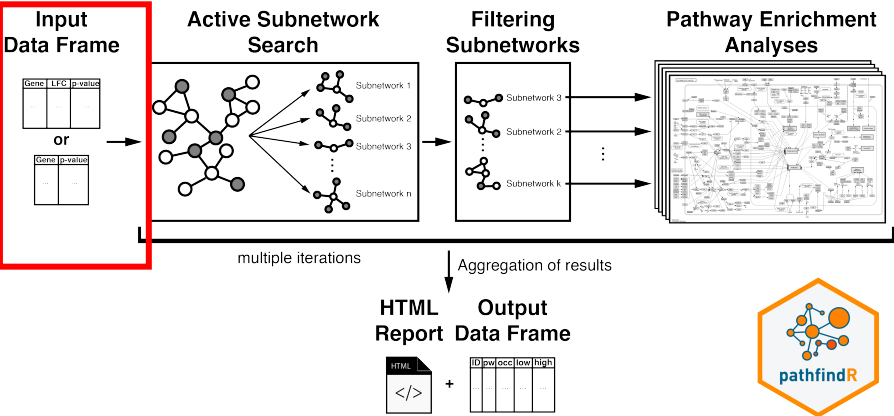 Input
Data Frame
Gene LFC p-value
... ... ...
or
Gene p-value
... ...
Active Subnetwork
Search
Subnetwork 1
Subnetwork 2
Subnetwork 3
Subnetwork n
Filtering
Subnetworks
Subnetwork 3
Subnetwork 2
Subnetwork k
Pathway Enrichment
Analyses
multiple iterations
Aggregation of results
HTML
Report
HTML
</>
+
Output
Data Frame
ID pw occ low high
... ... ... ... ...
pathfindR